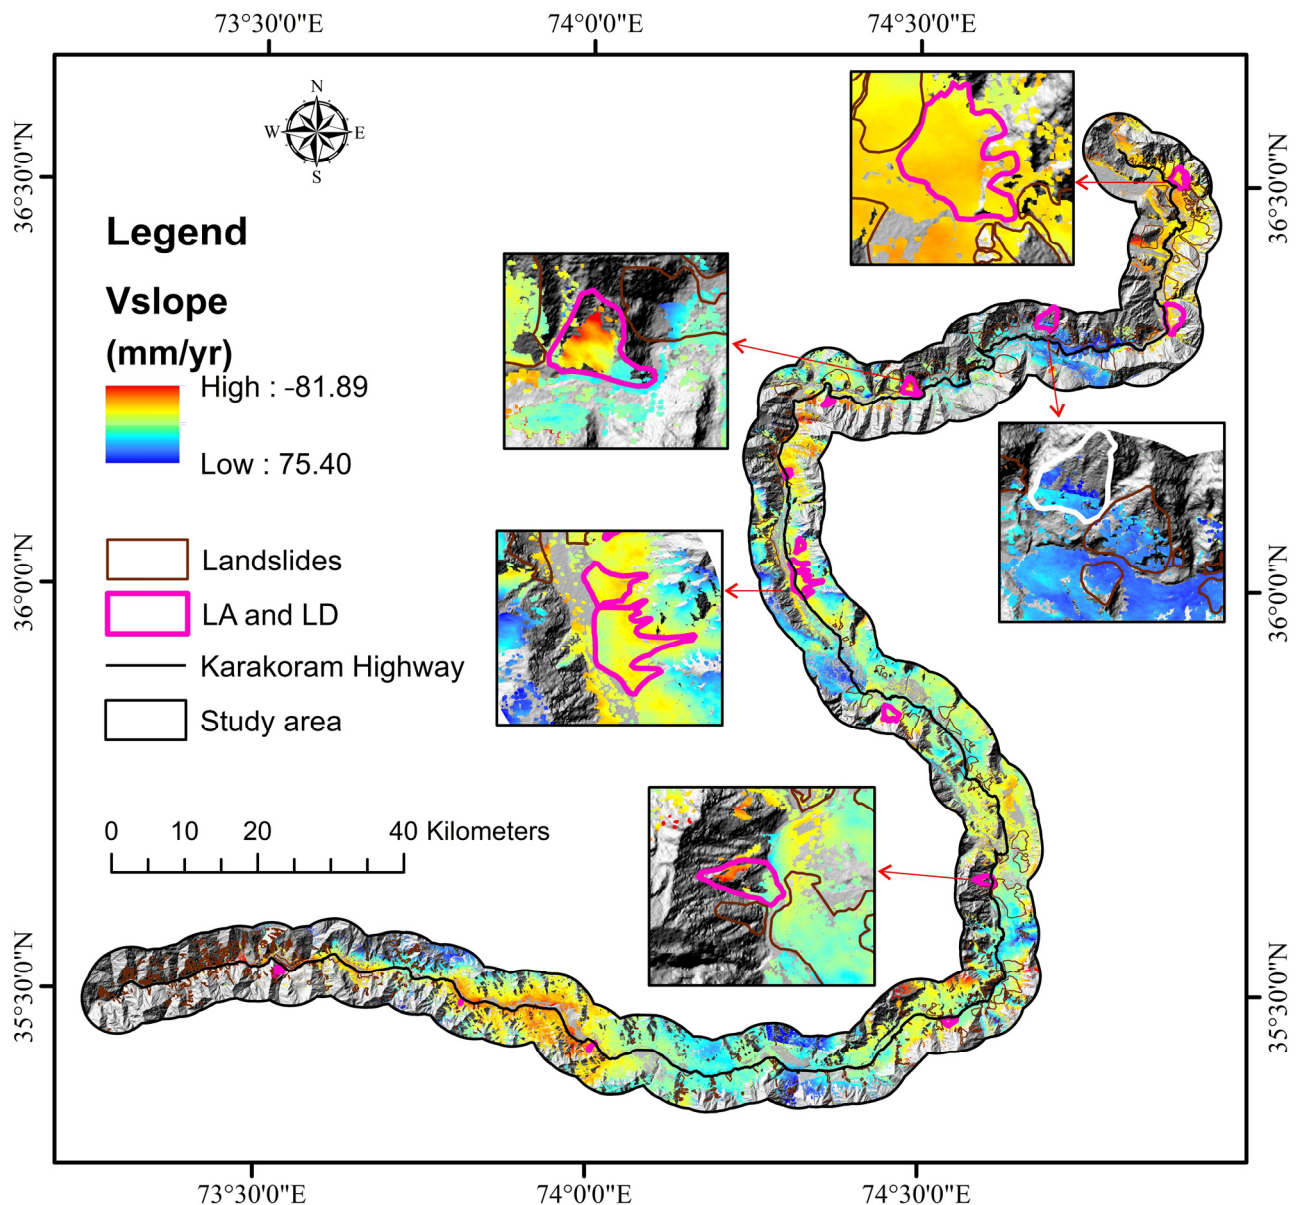 73°30'0"E 74°0'0"E 74°30'0"E
N
W E
S
36°30'0"N 36°30'0"N
Legend
Vslope
(mm/yr)
High : -81.89
Low : 75.40
Landslides
LA and LD
Karakoram Highway
Study area
36°0'0"N 36°0'0"N
0 10 20 40 Kilometers
35°30'0"N 35°30'0"N
73°30'0"E 74°0'0"E 74°30'0"E